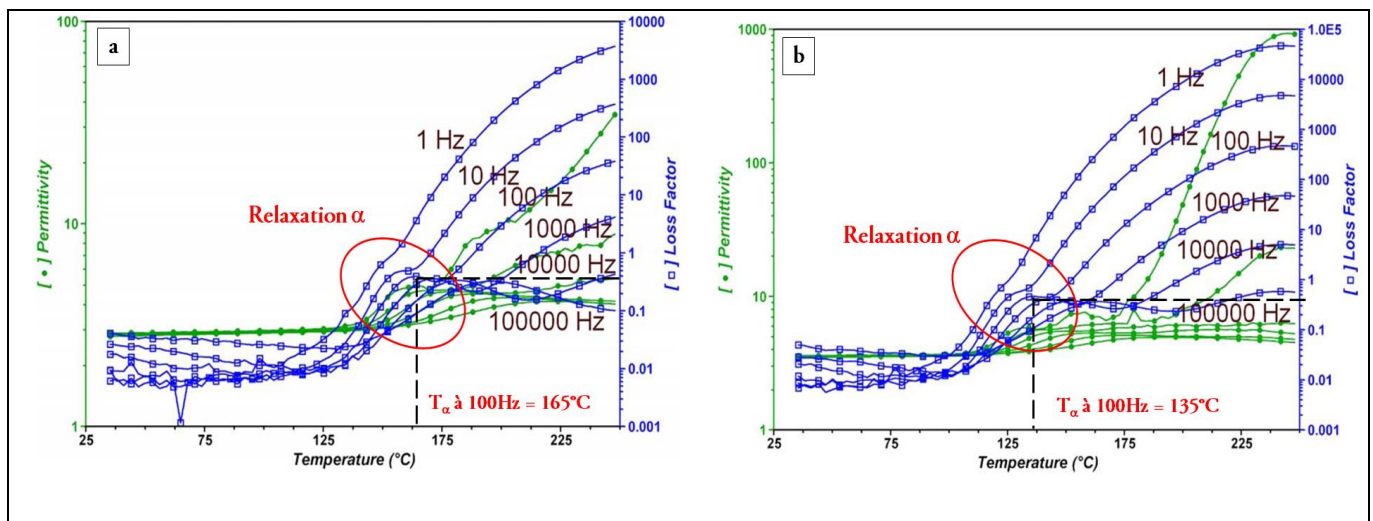 a
100
10
1
[ • ] Permittivity
10000
1000
100
10
1
0.1
0.01
0.001
[ □ ] Loss Factor
1 Hz
10 Hz
100 Hz
1000 Hz
10000 Hz
100000 Hz
Relaxation α
Tα à 100Hz = 165°C
25
75
125
175
225
Temperature (°C)
b
1000
100
10
1
[ • ] Permittivity
1.0E5
10000
1000
100
10
1
0.1
0.01
0.001
[ □ ] Loss Factor
1 Hz
10 Hz
100 Hz
1000 Hz
10000 Hz
100000 Hz
Relaxation α
Tα à 100Hz = 135°C
25
75
125
175
225
Temperature (°C)